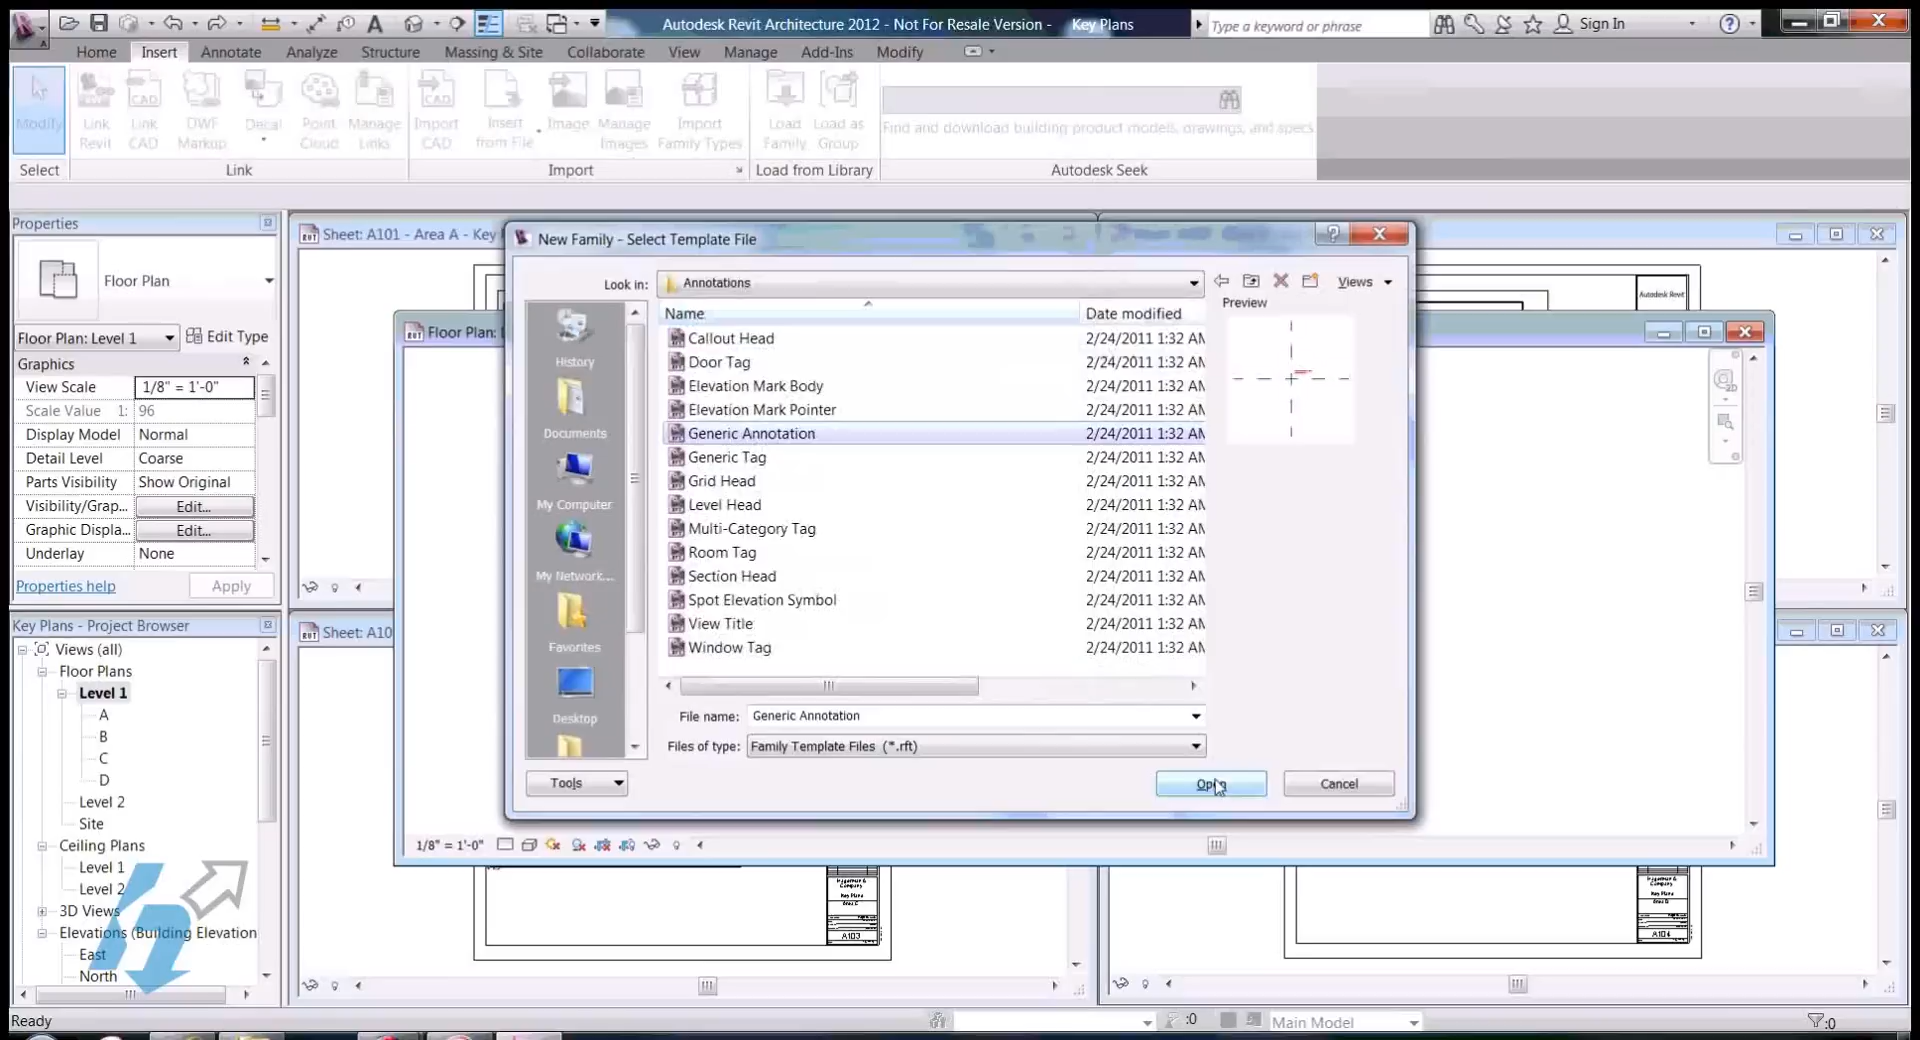 Autodesk Revit Architecture 2012 - Not For Resale Version - Key Plans
Type a keyword or phrase
Sign In
Home Insert Annotate Analyze Structure Massing & Site Collaborate View Manage Add-Ins Modify
Modify
Link Revit
Link CAD
DWF Markup
Decal
Point Cloud
Manage Links
Import CAD
Insert from File
Image
Manage Images
Import Family Types
Load Family
Load as Group
Find and download building product models, drawings, and specs
Select Link Import Load from Library Autodesk Seek
Properties
Floor Plan
Floor Plan: Level 1 Edit Type
Graphics
View Scale 1/8" = 1'-0"
Scale Value 1: 96
Display Model Normal
Detail Level Coarse
Parts Visibility Show Original
Visibility/Grap... Edit...
Graphic Displa... Edit...
Underlay None
Properties help Apply
Key Plans - Project Browser
Views (all)
Floor Plans
Level 1
A
B
C
D
Level 2
Site
Ceiling Plans
Level 1
Level 2
3D Views
Elevations (Building Elevation
East
North
Sheet: A101 - Area A - Key
Autodesk Revit
Floor Plan:
Sheet: A10
New Family - Select Template File
Look in: Annotations
Views
Preview
Name Date modified
Callout Head 2/24/2011 1:32 AM
Door Tag 2/24/2011 1:32 AM
Elevation Mark Body 2/24/2011 1:32 AM
Elevation Mark Pointer 2/24/2011 1:32 AM
Generic Annotation 2/24/2011 1:32 AM
Generic Tag 2/24/2011 1:32 AM
Grid Head 2/24/2011 1:32 AM
Level Head 2/24/2011 1:32 AM
Multi-Category Tag 2/24/2011 1:32 AM
Room Tag 2/24/2011 1:32 AM
Section Head 2/24/2011 1:32 AM
Spot Elevation Symbol 2/24/2011 1:32 AM
View Title 2/24/2011 1:32 AM
Window Tag 2/24/2011 1:32 AM
History
Documents
My Computer
My Network...
Favorites
Desktop
File name: Generic Annotation
Files of type: Family Template Files (*.rft)
Tools Open Cancel
1/8" = 1'-0"
Hagerman & Company
Key Plans
Area C
A103
Hagerman & Company
Key Plans
Area D
A104
Ready
:0
Main Model
:0